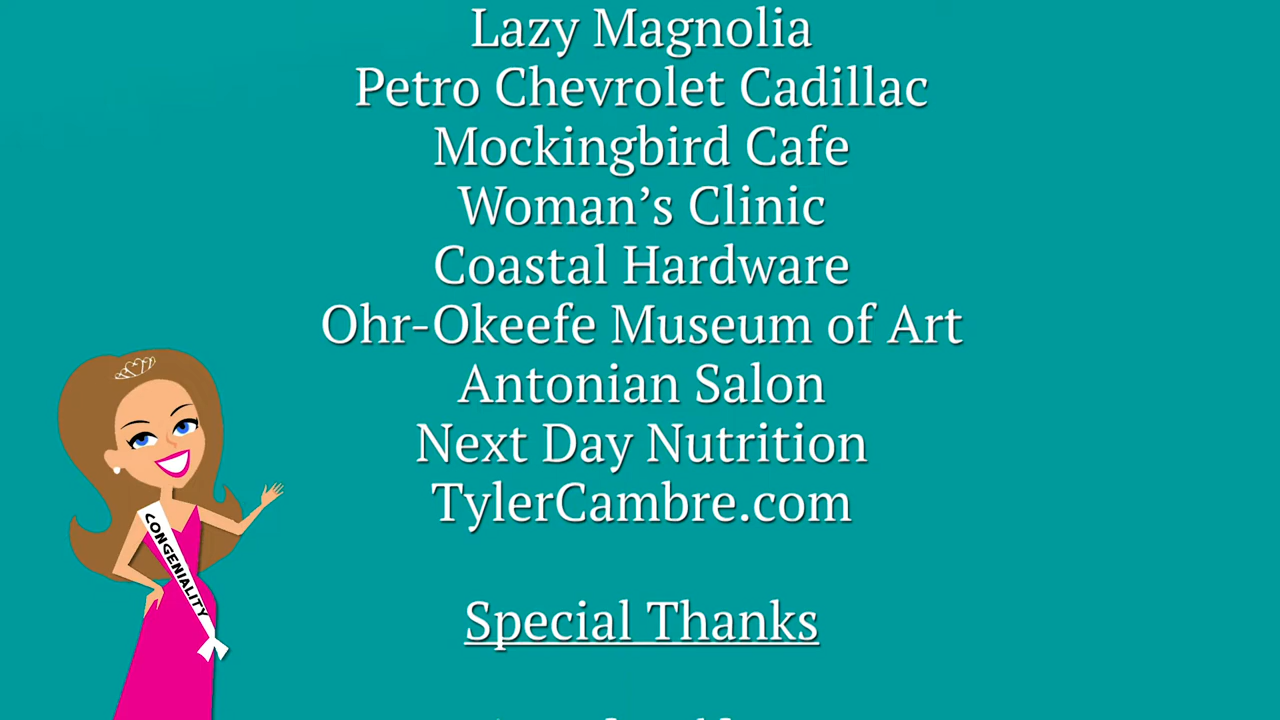 Lazy Magnolia
Petro Chevrolet Cadillac
Mockingbird Cafe
Woman’s Clinic
Coastal Hardware
Ohr-Okeefe Museum of Art
Antonian Salon
Next Day Nutrition
TylerCambre.com
CONGENIALITY
Special Thanks